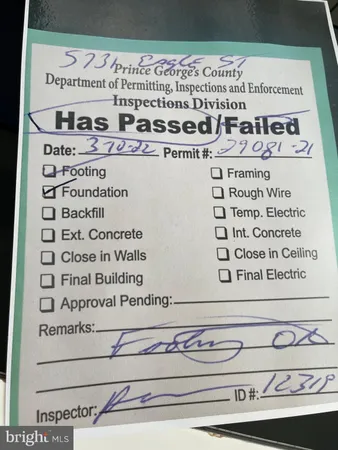 5731 Eagle ST
Prince George's County
Department of Permitting, Inspections and Enforcement
Inspections Division
Has Passed/Failed
Date: 3-10-22 Permit #: 29081-21
Footing Framing
Foundation Rough Wire
Backfill Temp. Electric
Ext. Concrete Int. Concrete
Close in Walls Close in Ceiling
Final Building Final Electric
Approval Pending:
Remarks:
Footing OK
Inspector: ID #: 12319
bright MLS